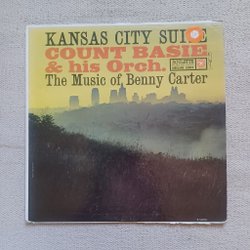 KANSAS CITY SUITE
COUNT BASIE
& his Orch.
The Music of Benny Carter